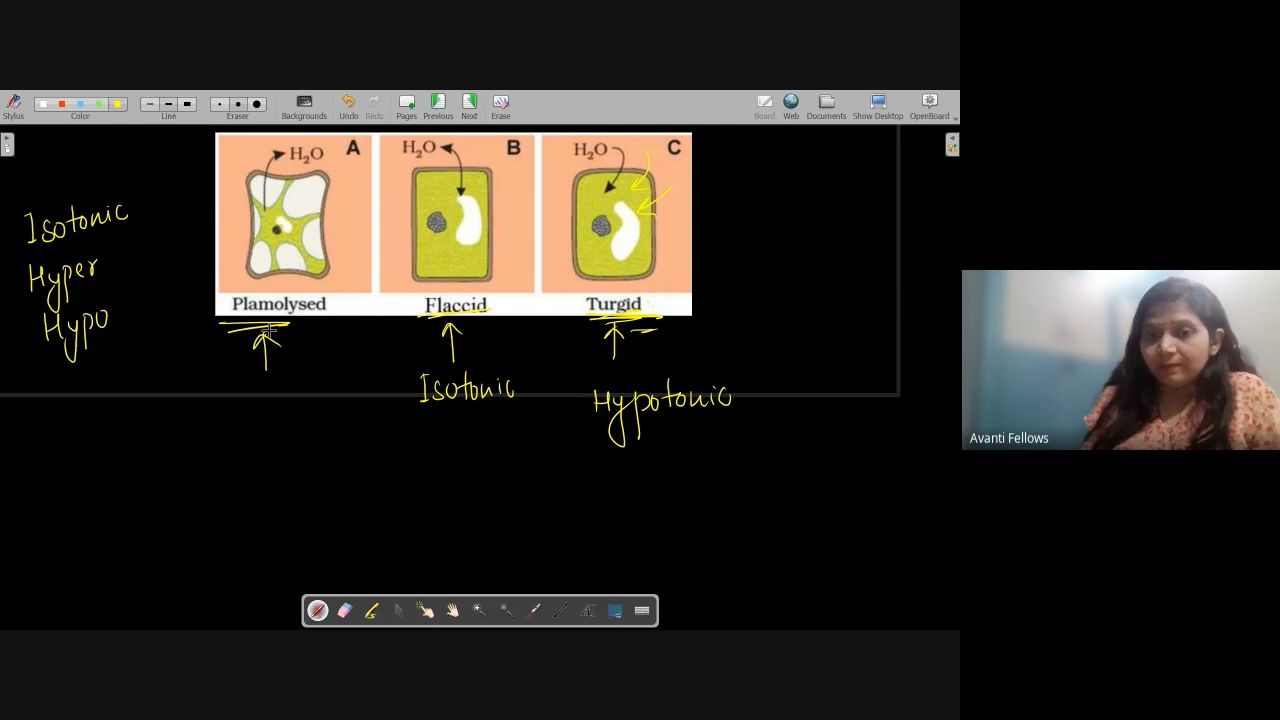 Stylus
Color
Line
Eraser
Backgrounds
Undo
Redo
Pages
Previous
Next
Erase
Board
Web
Documents
Show Desktop
OpenBoard
H₂O A
H₂O B
H₂O C
Isotonic
Hyper
Hypo
Plamolysed
Flaccid
Turgid
Isotonic
Hypotonic
Avanti Fellows